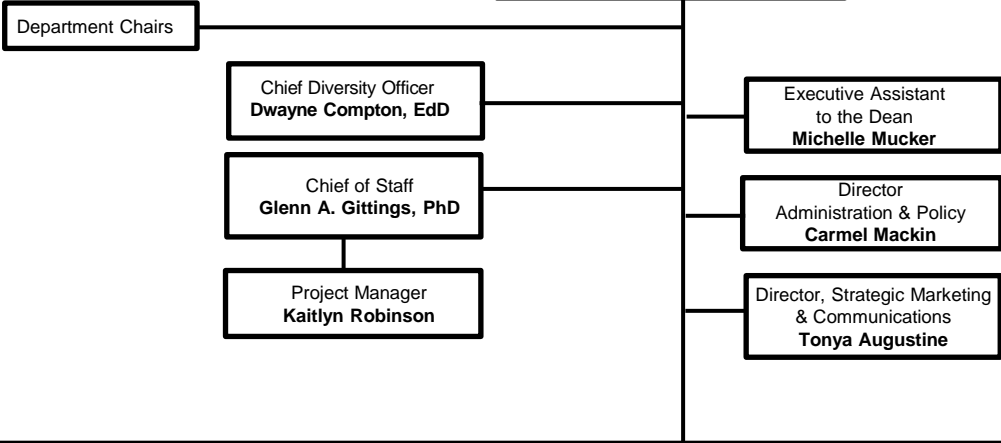 Department Chairs
Chief Diversity Officer
Dwayne Compton, EdD
Executive Assistant
to the Dean
Michelle Mucker
Chief of Staff
Glenn A. Gittings, PhD
Director
Administration & Policy
Carmel Mackin
Project Manager
Kaitlyn Robinson
Director, Strategic Marketing
& Communications
Tonya Augustine